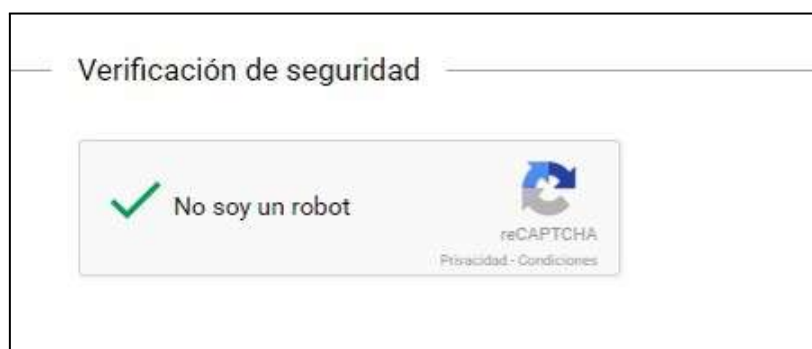 Verificación de seguridad
No soy un robot
reCAPTCHA
Privacidad - Condiciones